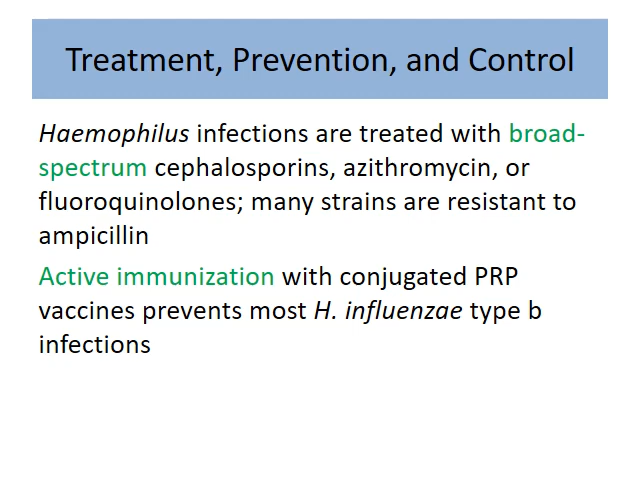 Treatment, Prevention, and Control
Haemophilus infections are treated with broad-
spectrum cephalosporins, azithromycin, or
fluoroquinolones; many strains are resistant to
ampicillin
Active immunization with conjugated PRP
vaccines prevents most H. influenzae type b
infections